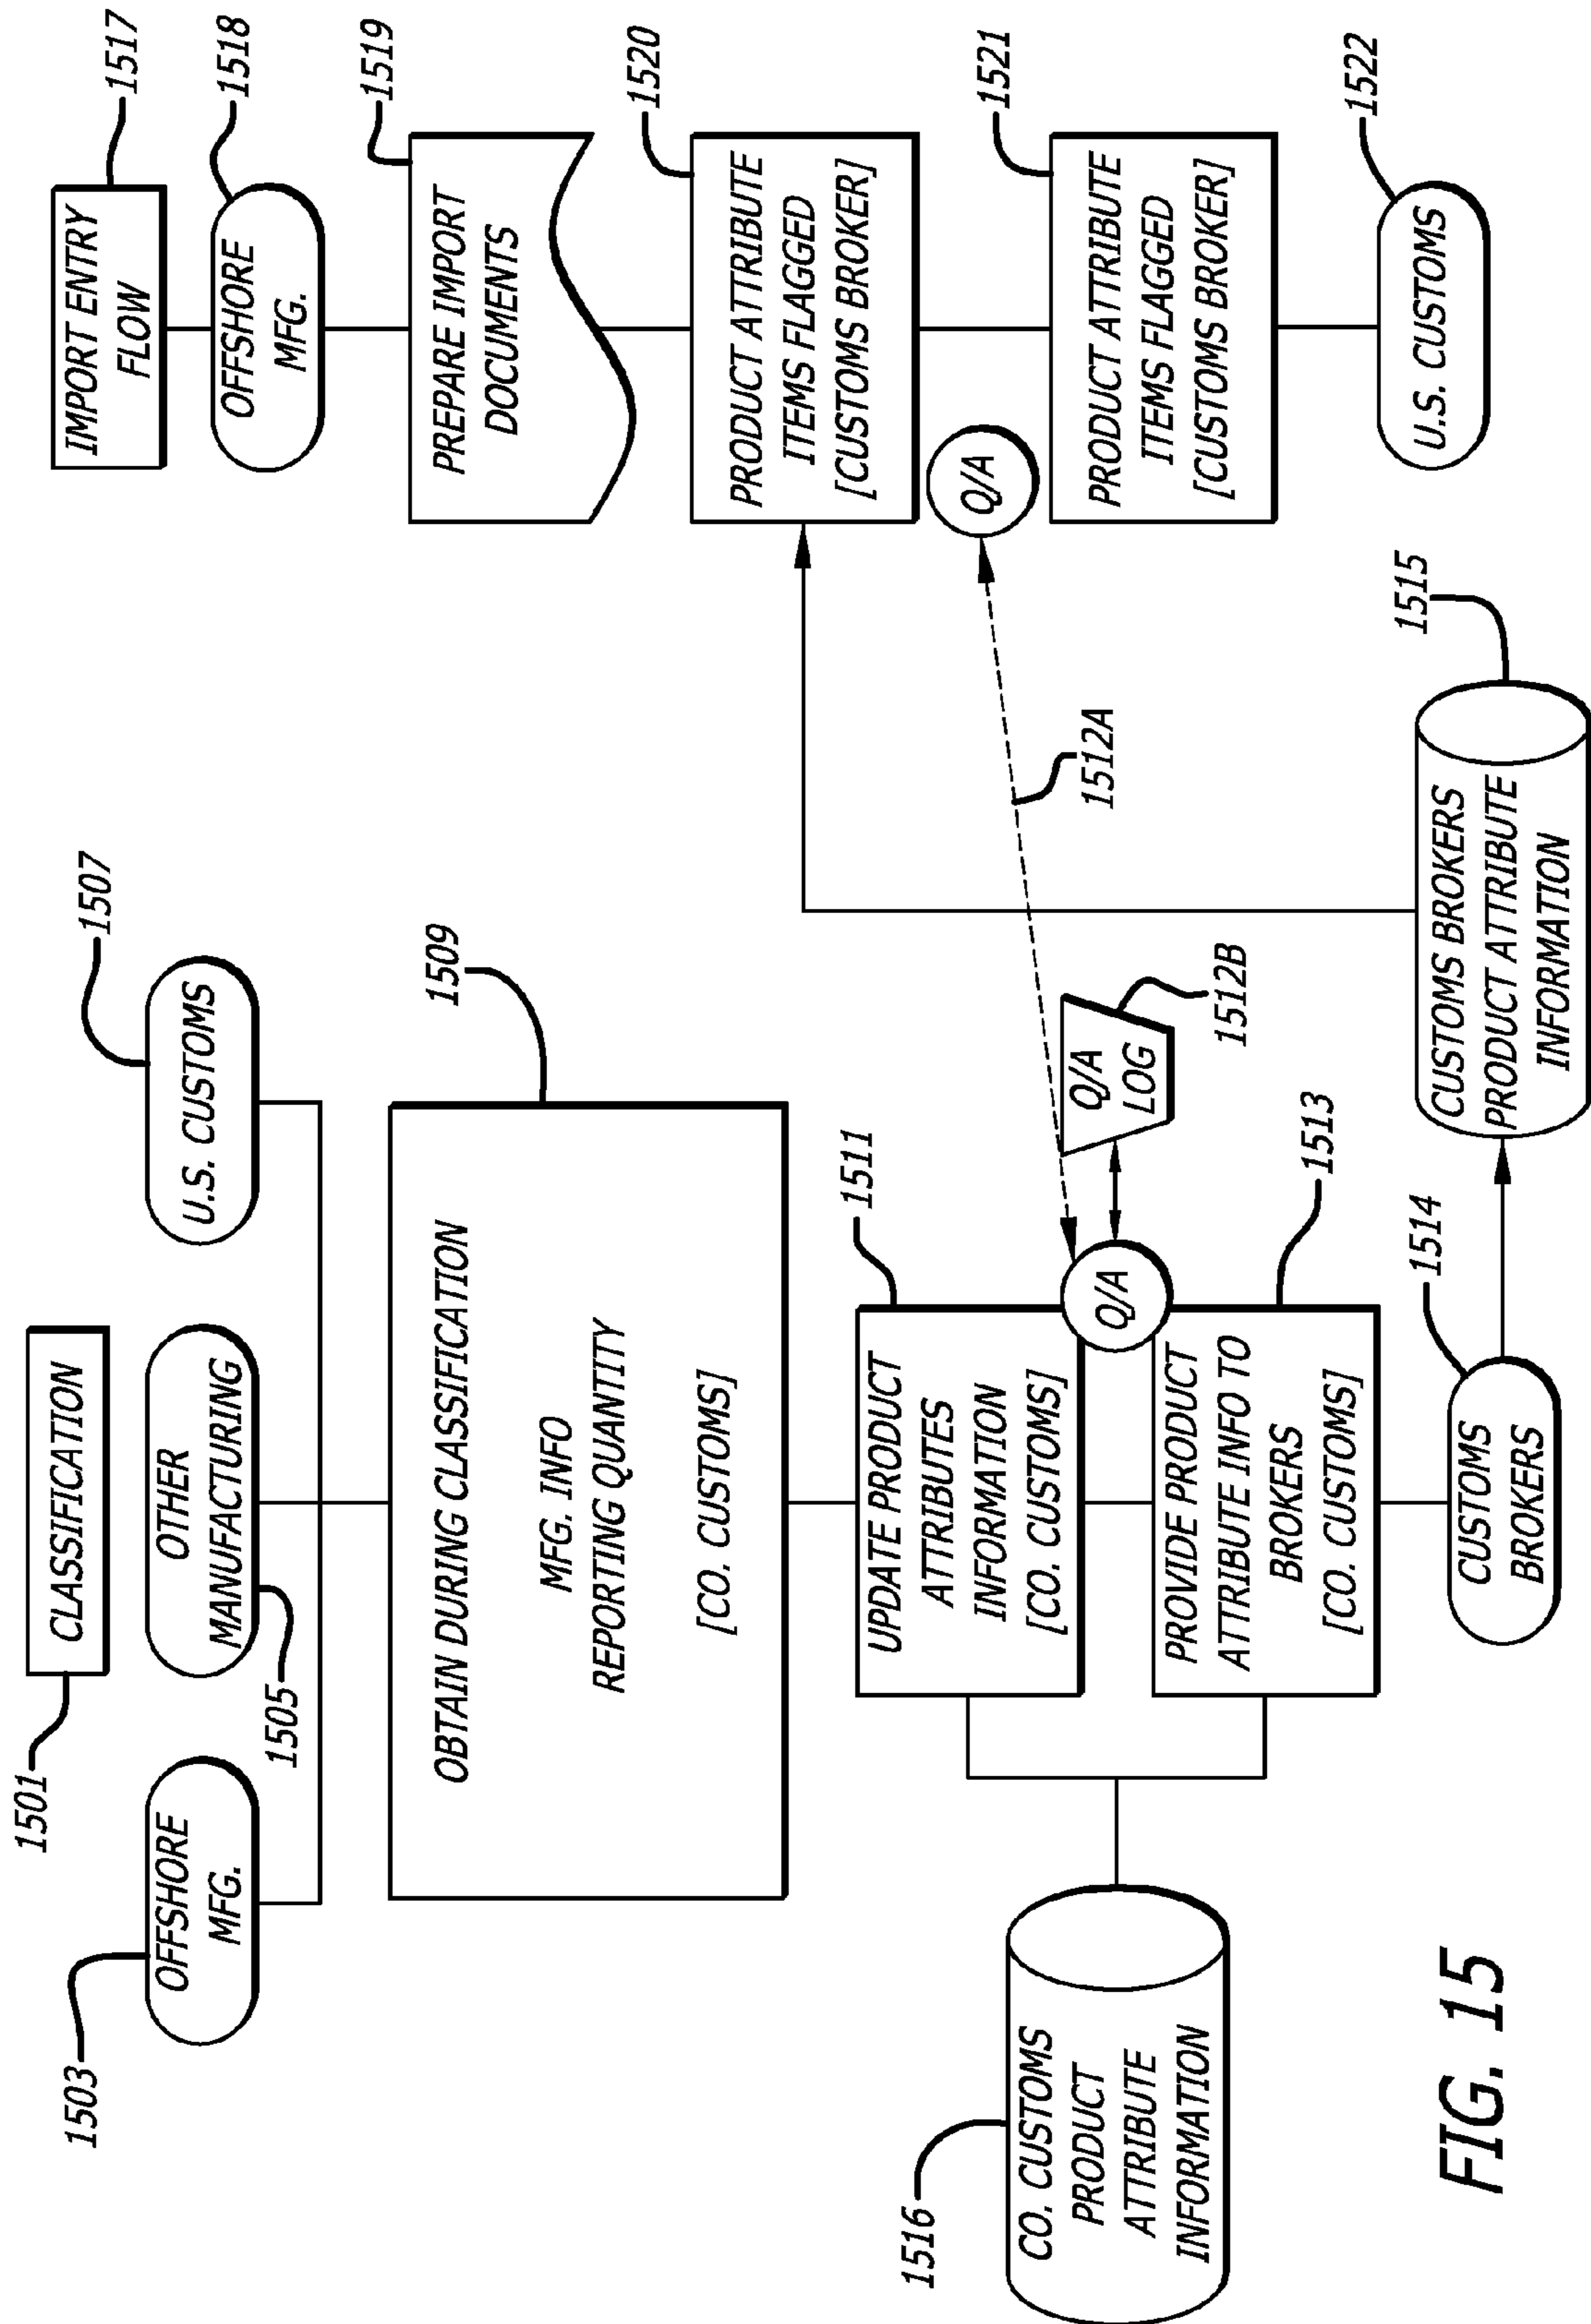 1501
CLASSIFICATION
1503
OFFSHORE
MFG.
OTHER
MANUFACTURING
1505
U.S. CUSTOMS
1507
OBTAIN DURING CLASSIFICATION
MFG. INFO
REPORTING QUANTITY
[CO. CUSTOMS]
1509
UPDATE PRODUCT
ATTRIBUTES
INFORMATION
[CO. CUSTOMS]
1511
Q/A
Q/A
LOG
1512B
1512A
PROVIDE PRODUCT
ATTRIBUTE INFO TO
BROKERS
[CO. CUSTOMS]
1513
CUSTOMS
BROKERS
1514
CUSTOMS BROKERS
PRODUCT ATTRIBUTE
INFORMATION
1515
1516
CO. CUSTOMS
PRODUCT
ATTRIBUTE
INFORMATION
IMPORT ENTRY
FLOW
1517
OFFSHORE
MFG.
1518
PREPARE IMPORT
DOCUMENTS
1519
PRODUCT ATTRIBUTE
ITEMS FLAGGED
[CUSTOMS BROKER]
1520
Q/A
PRODUCT ATTRIBUTE
ITEMS FLAGGED
[CUSTOMS BROKER]
1521
U.S. CUSTOMS
1522
FIG. 15